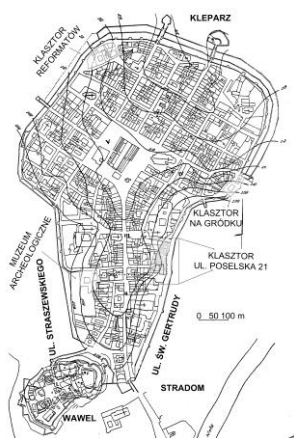 KLEPARZ
KLASZTOR
REFORMATÓW
KLASZTOR
NA GRÓDKU
MUZEUM
ARCHEOLOGICZNE
KLASZTOR
UL. POSELSKA 21
UL. STRASZEWSKIEGO
UL. ŚW. GERTRUDY
0 50 100 m
STRADOM
WAWEL